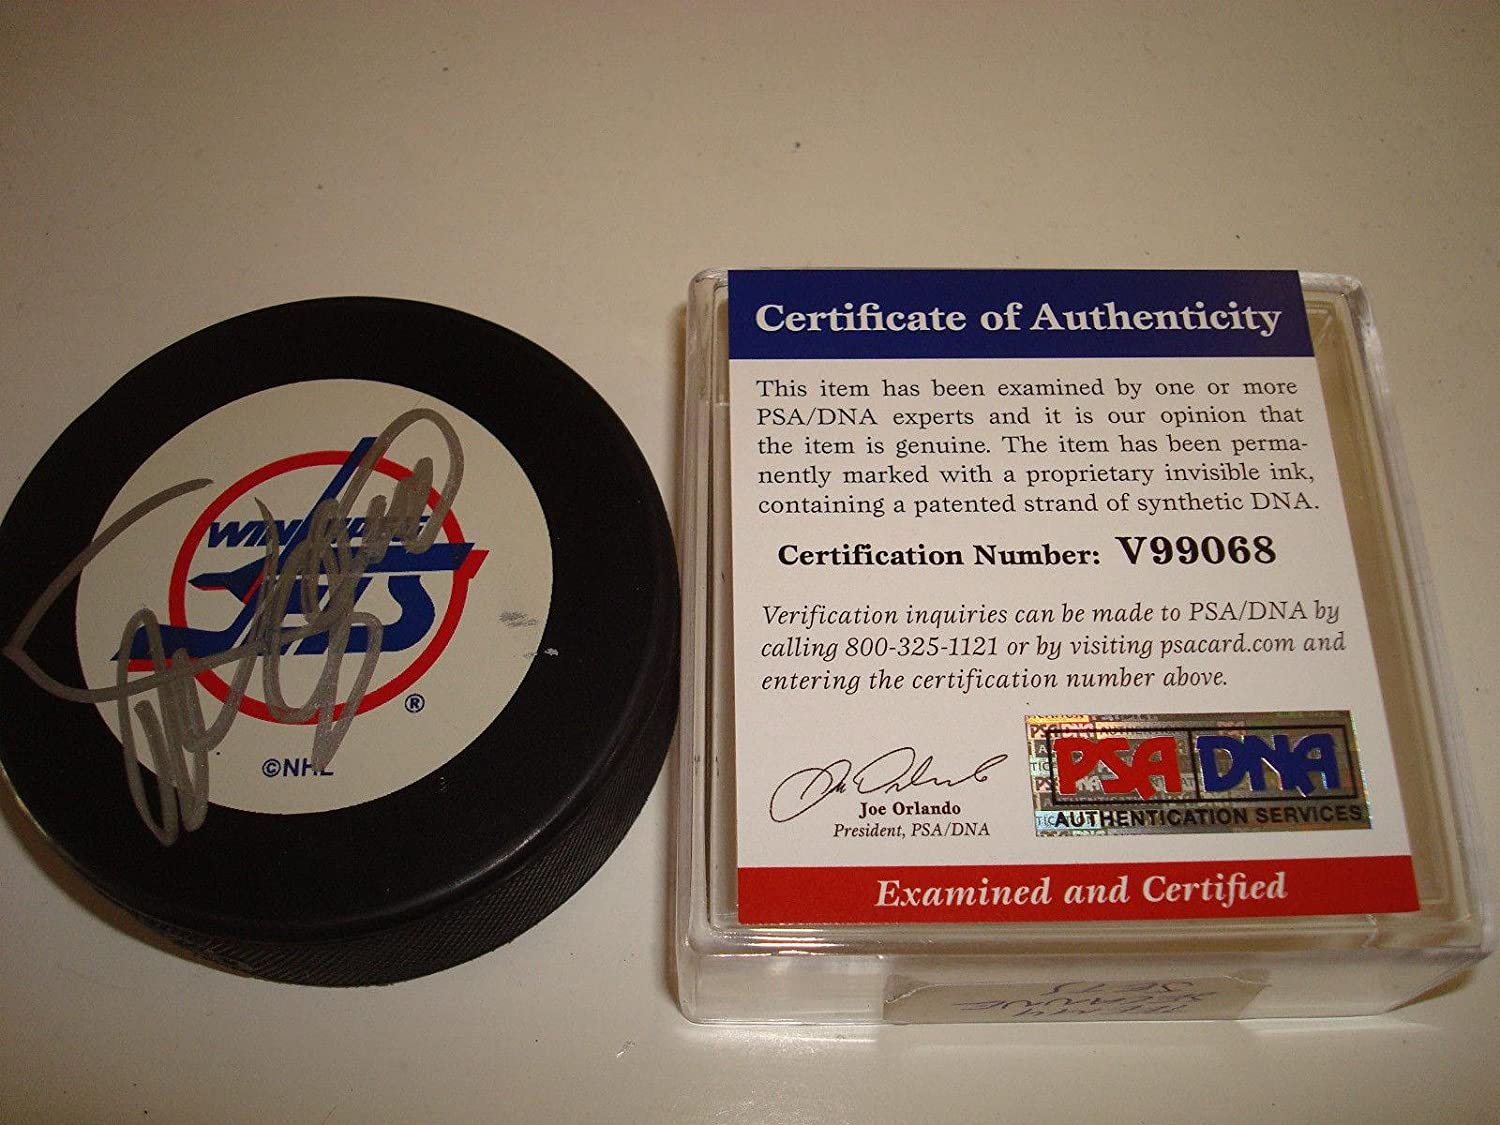 WINNIPEG
JETS
®
©NHL
Certificate of Authenticity
This item has been examined by one or more
PSA/DNA experts and it is our opinion that
the item is genuine. The item has been perma-
nently marked with a proprietary invisible ink,
containing a patented strand of synthetic DNA.
Certification Number: V99068
Verification inquiries can be made to PSA/DNA by
calling 800-325-1121 or by visiting psacard.com and
entering the certification number above.
Joe Orlando
President, PSA/DNA
PSA DNA
AUTHENTICATION SERVICES
Examined and Certified
TEEMU
SELANNE
JETS